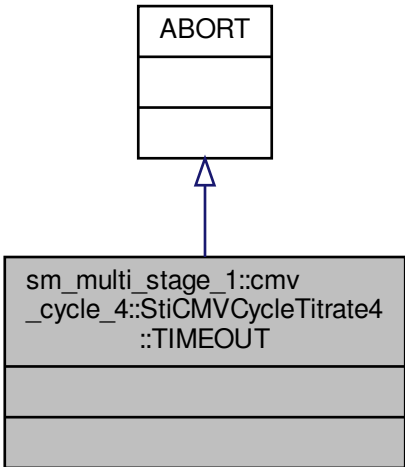 ABORT
sm_multi_stage_1::cmv
_cycle_4::StiCMVCycleTitrate4
::TIMEOUT